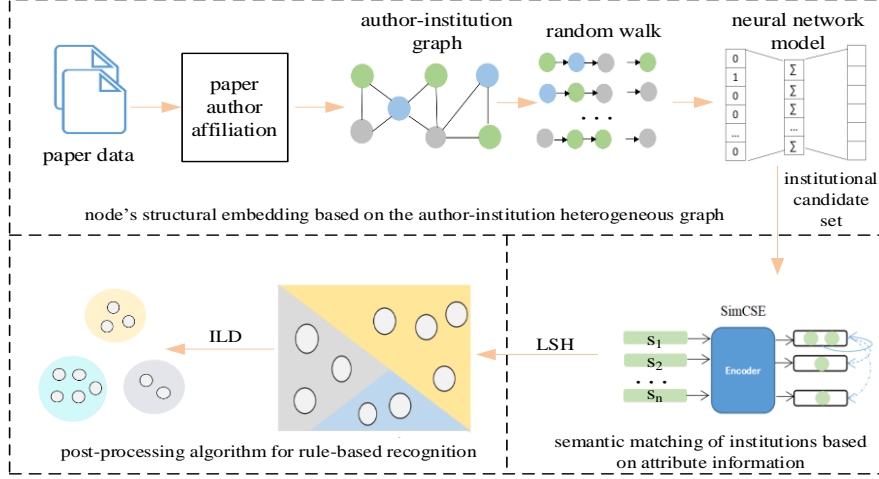 author-institution
graph
random walk
neural network
model
paper
author
affiliation
paper data
. . .
0
1
0
0
...
0
Σ
Σ
Σ
...
Σ
institutional
candidate
set
node's structural embedding based on the author-institution heterogeneous graph
SimCSE
ILD
LSH
s1
s2
. . .
sn
Encoder
post-processing algorithm for rule-based recognition
semantic matching of institutions based
on attribute information